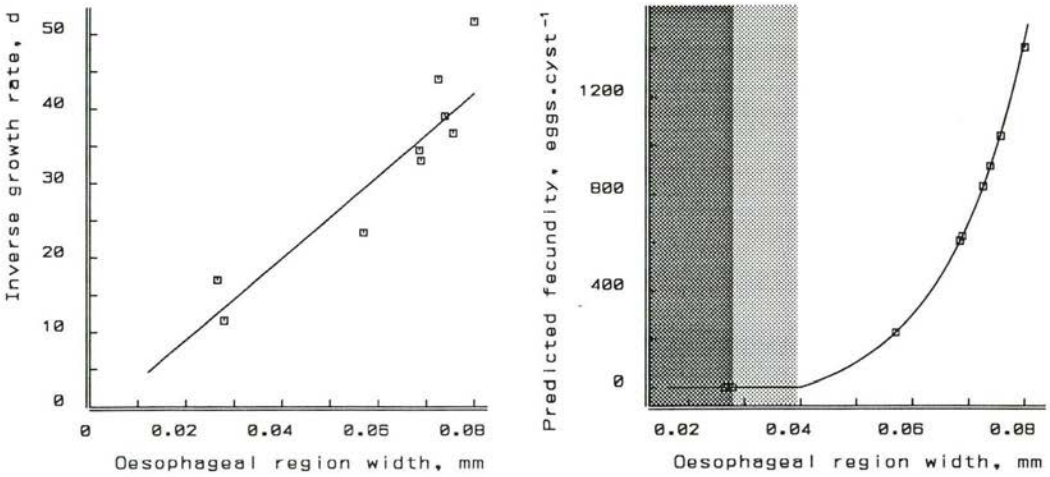 Inverse growth rate, d
50
40
30
20
10
0
0 0.02 0.04 0.06 0.08
Oesophageal region width, mm
Predicted fecundity, eggs.cyst⁻¹
1200
800
400
0
0.02 0.04 0.06 0.08
Oesophageal region width, mm